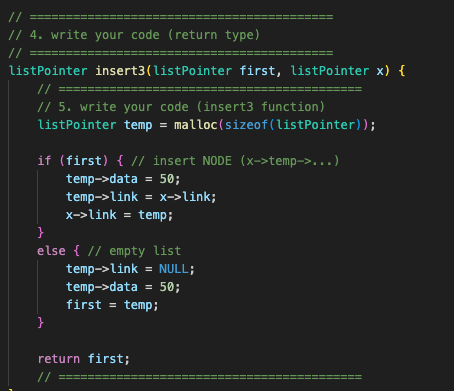 // ==========================================
// 4. write your code (return type)
// ==========================================
listPointer insert3(listPointer first, listPointer x) {
    // ==========================================
    // 5. write your code (insert3 function)
    listPointer temp = malloc(sizeof(listPointer));

    if (first) { // insert NODE (x->temp->...)
        temp->data = 50;
        temp->link = x->link;
        x->link = temp;
    }
    else { // empty list
        temp->link = NULL;
        temp->data = 50;
        first = temp;
    }

    return first;
    // ==========================================